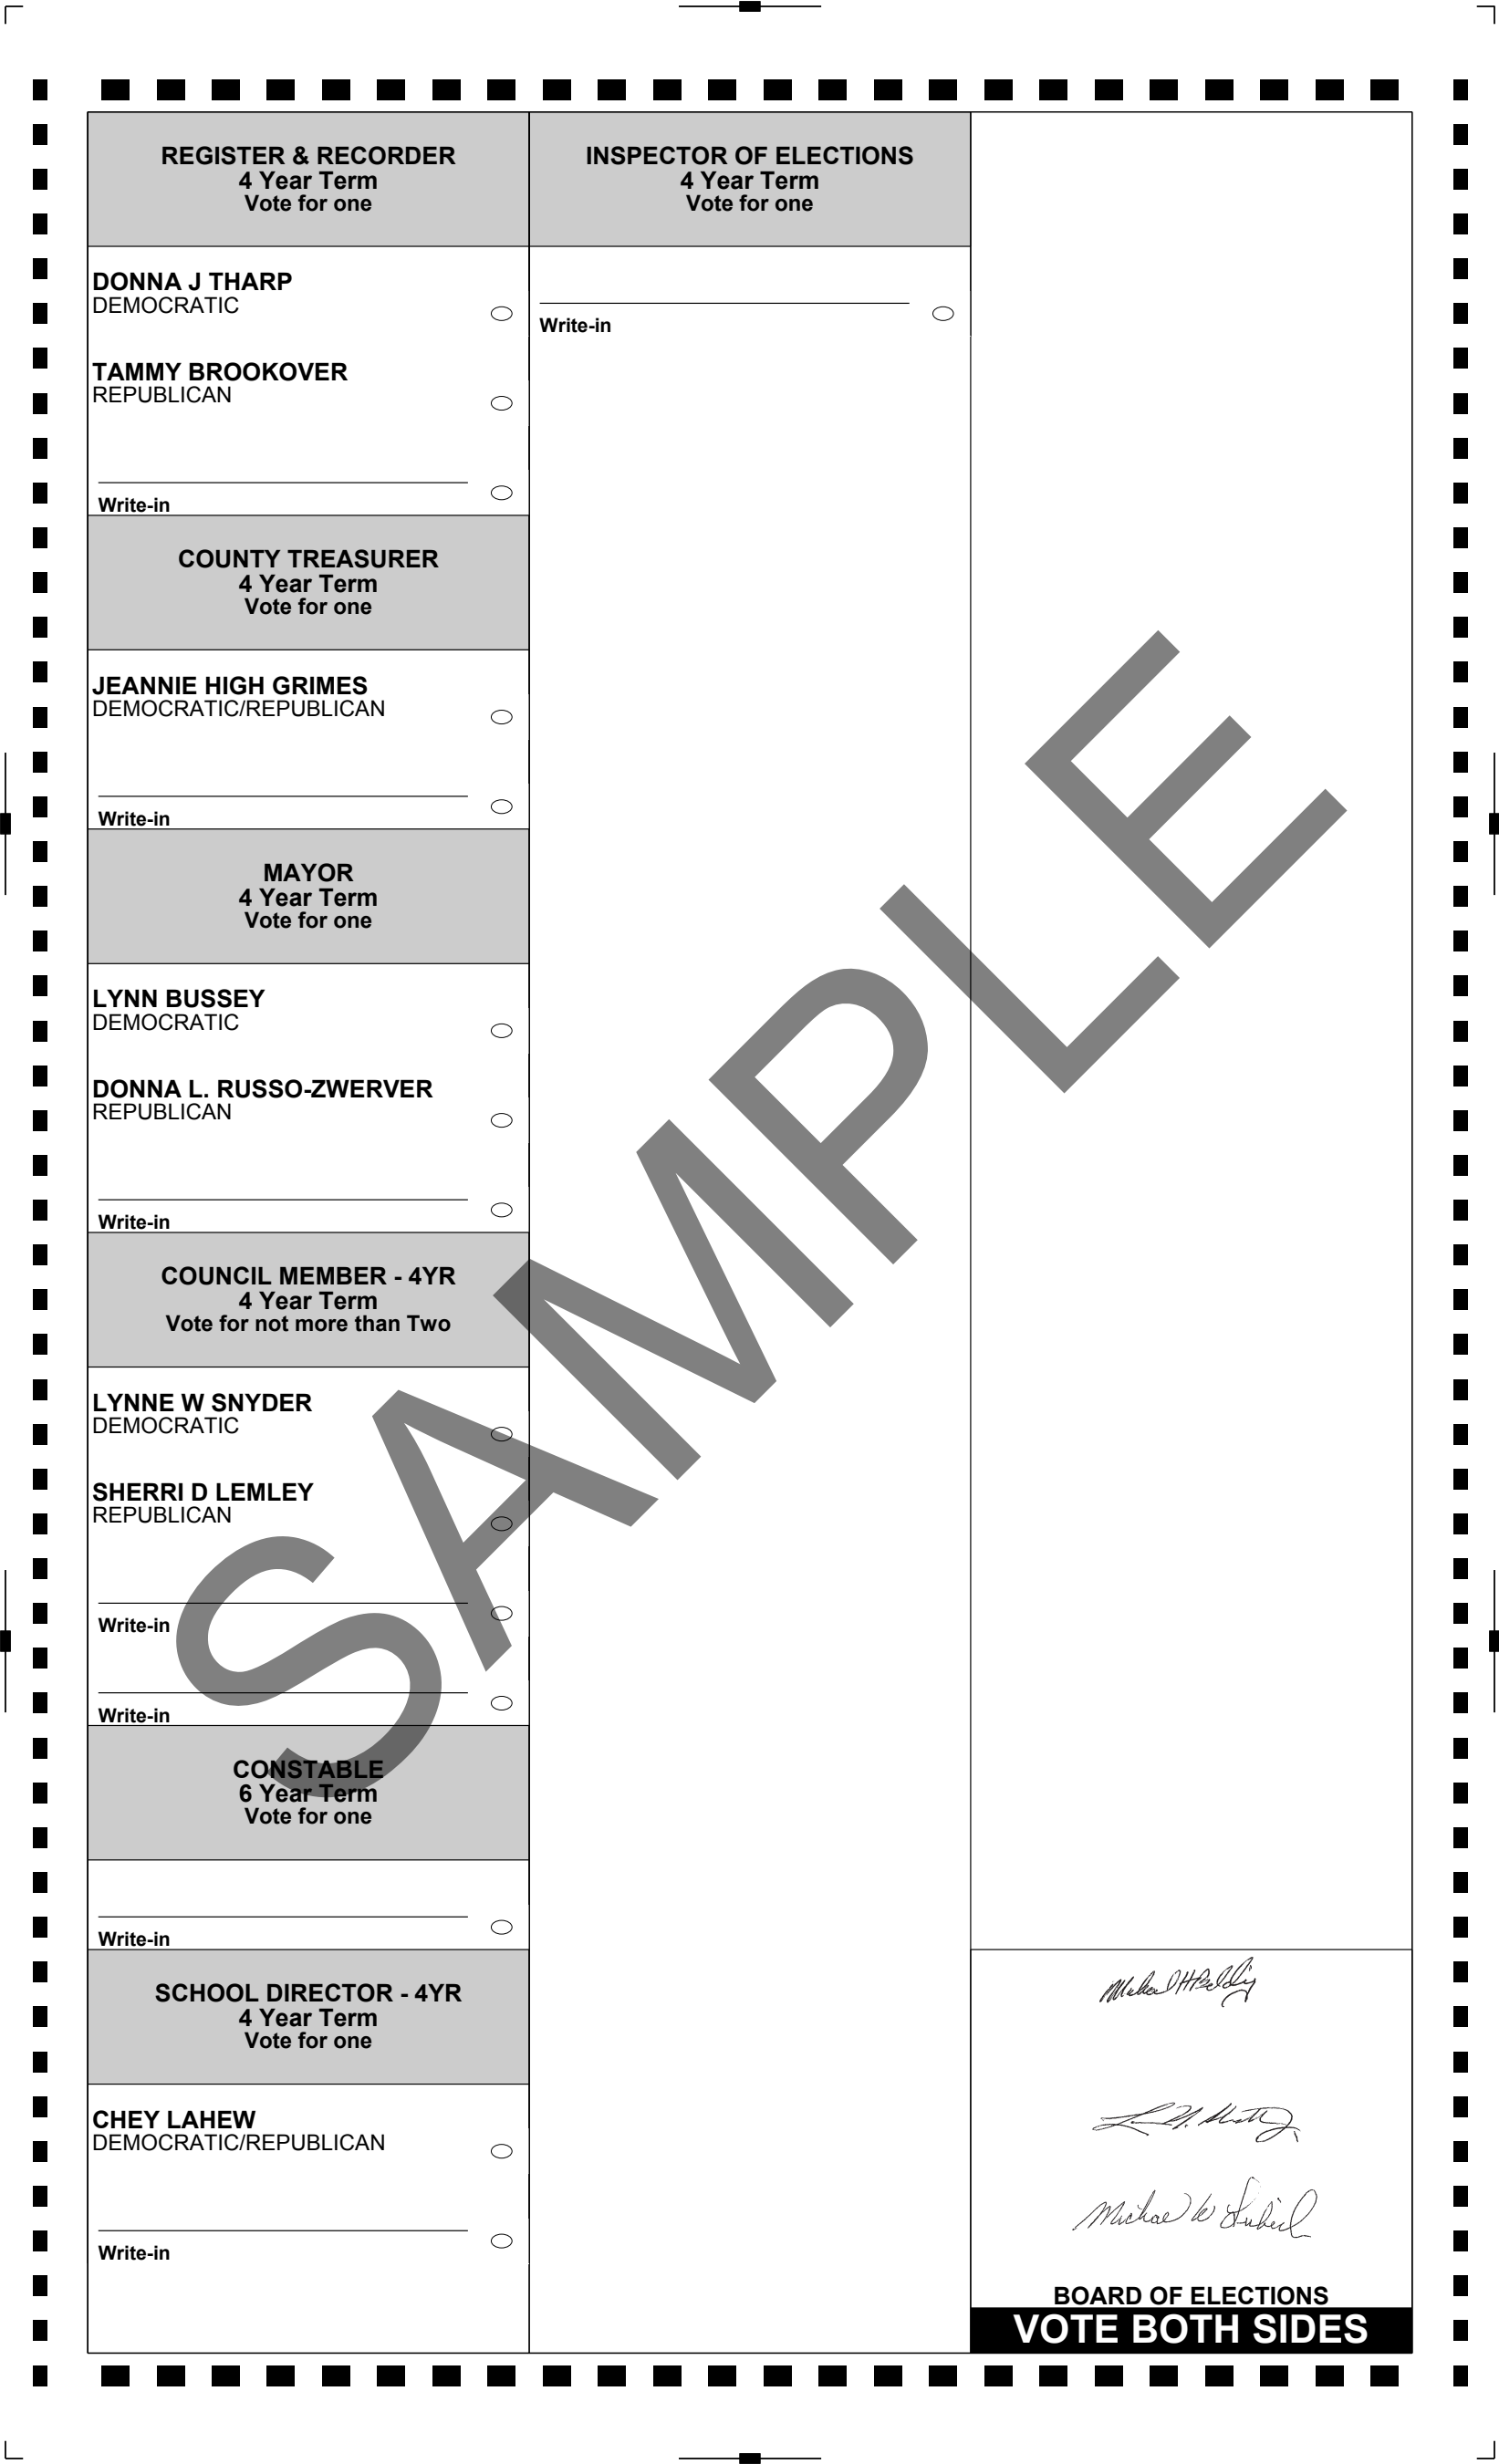 REGISTER & RECORDER
4 Year Term
Vote for one
DONNA J THARP
DEMOCRATIC
TAMMY BROOKOVER
REPUBLICAN
Write-in
COUNTY TREASURER
4 Year Term
Vote for one
JEANNIE HIGH GRIMES
DEMOCRATIC/REPUBLICAN
Write-in
MAYOR
4 Year Term
Vote for one
LYNN BUSSEY
DEMOCRATIC
DONNA L. RUSSO-ZWERVER
REPUBLICAN
Write-in
COUNCIL MEMBER - 4YR
4 Year Term
Vote for not more than Two
LYNNE W SNYDER
DEMOCRATIC
SHERRI D LEMLEY
REPUBLICAN
Write-in
Write-in
CONSTABLE
6 Year Term
Vote for one
Write-in
SCHOOL DIRECTOR - 4YR
4 Year Term
Vote for one
CHEY LAHEW
DEMOCRATIC/REPUBLICAN
Write-in
INSPECTOR OF ELECTIONS
4 Year Term
Vote for one
Write-in
SAMPLE
Michael W
BOARD OF ELECTIONS
VOTE BOTH SIDES